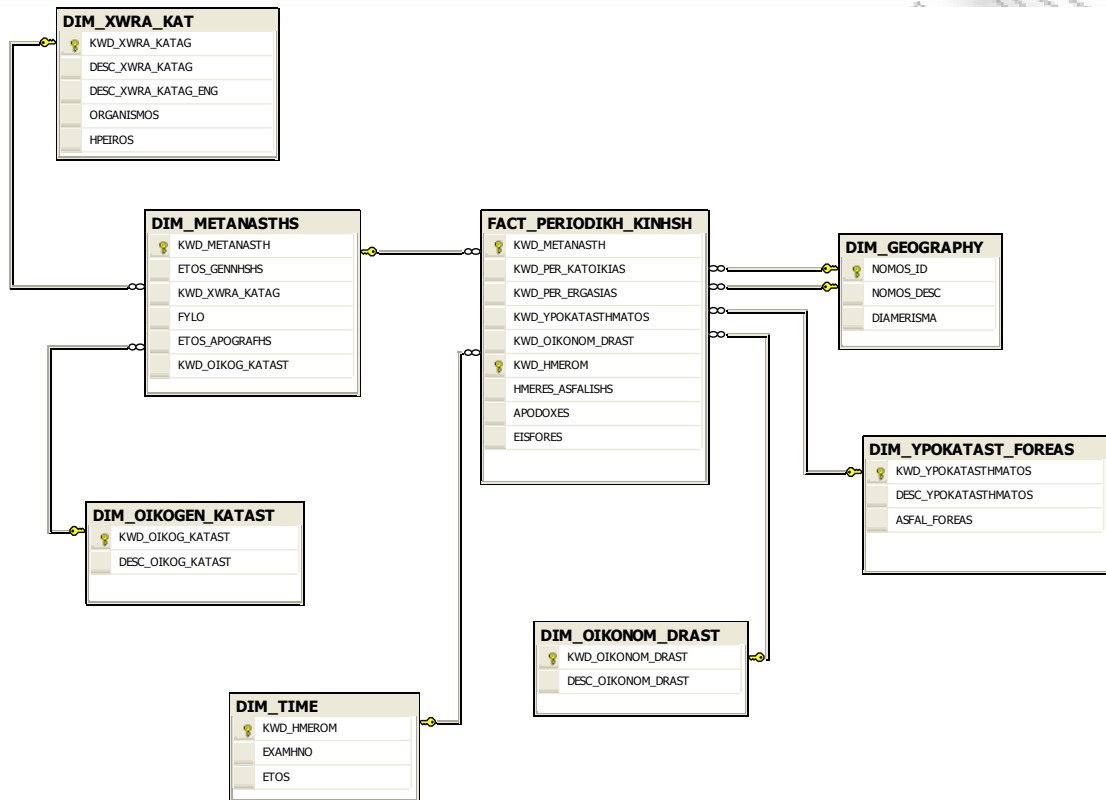 DIM_XWRA_KAT
KWD_XWRA_KATAG
DESC_XWRA_KATAG
DESC_XWRA_KATAG_ENG
ORGANISMOS
HPEIROS
DIM_METANASTHS
KWD_METANASTH
ETOS_GENNHSHS
KWD_XWRA_KATAG
FYLO
ETOS_APOGRAFHS
KWD_OIKOG_KATAST
FACT_PERIODIKH_KINHSH
KWD_METANASTH
KWD_PER_KATOIKIAS
KWD_PER_ERGASIAS
KWD_YPOKATASTHMATOS
KWD_OIKONOM_DRAST
KWD_HMEROM
HMERES_ASFALISHS
APODOXES
EISFORES
DIM_GEOGRAPHY
NOMOS_ID
NOMOS_DESC
DIAMERISMA
DIM_YPOKATAST_FOREAS
KWD_YPOKATASTHMATOS
DESC_YPOKATASTHMATOS
ASFAL_FOREAS
DIM_OIKOGEN_KATAST
KWD_OIKOG_KATAST
DESC_OIKOG_KATAST
DIM_OIKONOM_DRAST
KWD_OIKONOM_DRAST
DESC_OIKONOM_DRAST
DIM_TIME
KWD_HMEROM
EXAMHNO
ETOS